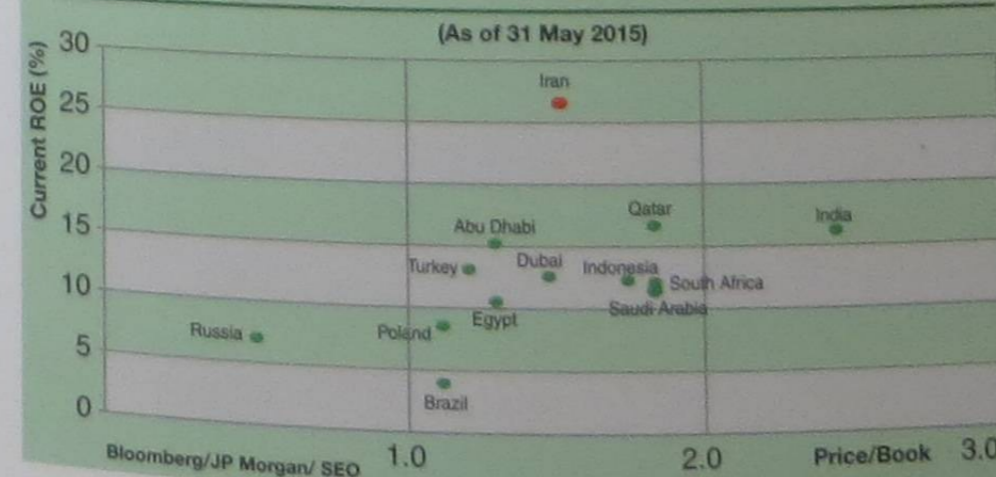 (As of 31 May 2015)
Current ROE (%)
30
25
20
15
10
5
0
Iran
Qatar
India
Abu Dhabi
Turkey
Dubai
Indonesia
South Africa
Saudi Arabia
Egypt
Poland
Russia
Brazil
1.0
2.0
3.0
Price/Book
Bloomberg/JP Morgan/ SEO